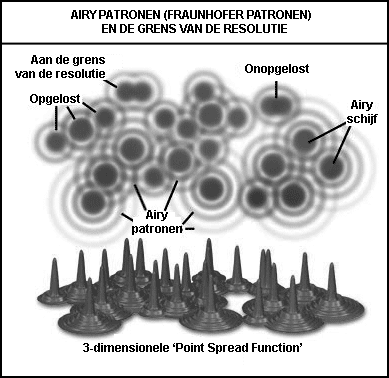 AIRY PATRONEN (FRAUNHOFER PATRONEN)
EN DE GRENS VAN DE RESOLUTIE
Aan de grens
van de resolutie
Onopgelost
Opgelost
Airy
schijf
Airy
patronen
3-dimensionele ‘Point Spread Function’